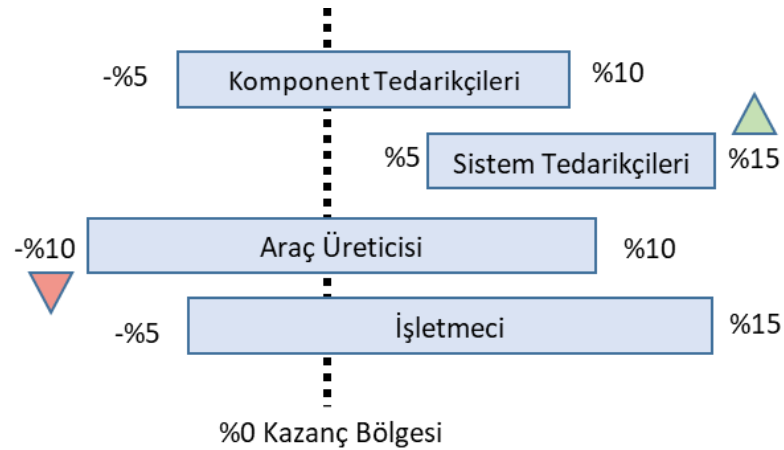 -%5 Komponent Tedarikçileri %10
%5 Sistem Tedarikçileri %15
-%10 Araç Üreticisi %10
-%5 İşletmeci %15
%0 Kazanç Bölgesi